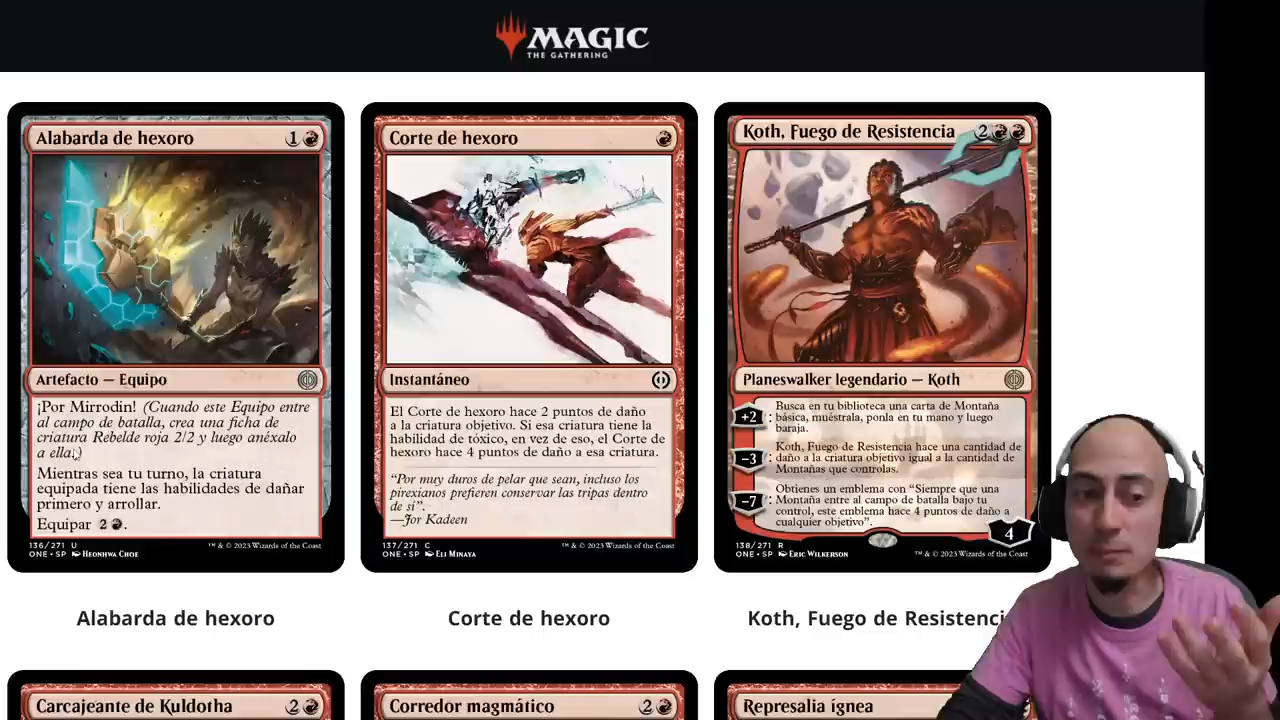 MAGIC
THE GATHERING
Alabarda de hexoro 1
Artefacto — Equipo
¡Por Mirrodin! (Cuando este Equipo entre
al campo de batalla, crea una ficha de
criatura Rebelde roja 2/2 y luego anéxalo
a ella.)
Mientras sea tu turno, la criatura
equipada tiene las habilidades de dañar
primero y arrollar.
Equipar 2 .
136/271 U
ONE • SP Heonhwa Choe
™ & © 2023 Wizards of the Coast
Corte de hexoro
Instantáneo
El Corte de hexoro hace 2 puntos de daño
a la criatura objetivo. Si esa criatura tiene la
habilidad de tóxico, en vez de eso, el Corte de
hexoro hace 4 puntos de daño a esa criatura.
“Por muy duros de pelar que sean, incluso los
pirexianos prefieren conservar las tripas dentro
de sí”.
—Jor Kadeen
137/271 C
ONE • SP Eli Minaya
™ & © 2023 Wizards of the Coast
Koth, Fuego de Resistencia 2
Planeswalker legendario — Koth
+2 : Busca en tu biblioteca una carta de Montaña
básica, muéstrala, ponla en tu mano y luego
baraja.
−3 : Koth, Fuego de Resistencia hace una cantidad de
daño a la criatura objetivo igual a la cantidad de
Montañas que controlas.
−7 : Obtienes un emblema con “Siempre que una
Montaña entre al campo de batalla bajo tu
control, este emblema hace 4 puntos de daño a
cualquier objetivo”.
4
138/271 R
ONE • SP Eric Wilkerson
™ & © 2023 Wizards of the Coast
Alabarda de hexoro
Corte de hexoro
Koth, Fuego de Resistenci
Carcajeante de Kuldotha 2
Corredor magmático 2
Represalia ígnea